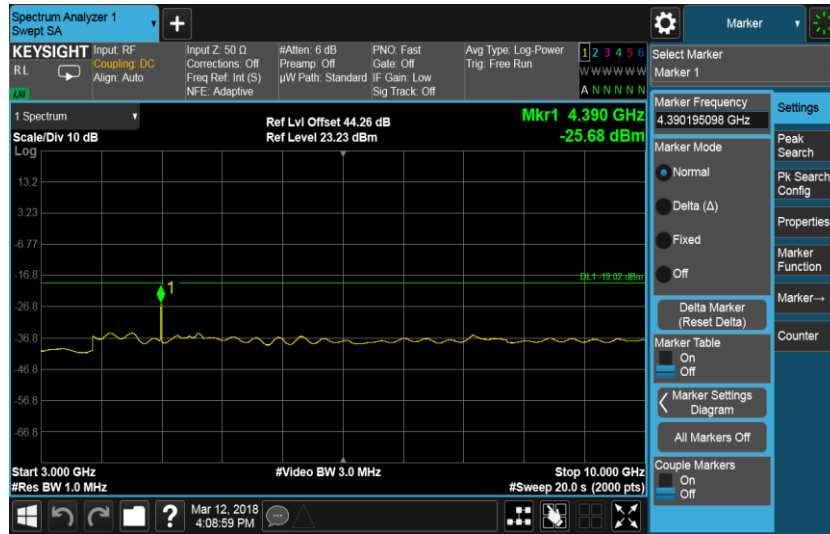 Spectrum Analyzer 1
Swept SA
+
Marker
KEYSIGHT
RL
LXI
Input: RF
Coupling: DC
Align: Auto
Input Z: 50 Ω
Corrections: Off
Freq Ref: Int (S)
NFE: Adaptive
#Atten: 6 dB
Preamp: Off
µW Path: Standard
PNO: Fast
Gate: Off
IF Gain: Low
Sig Track: Off
Avg Type: Log-Power
Trig: Free Run
1 2 3 4 5 6
W W W W W W
A N N N N N
Select Marker
Marker 1
1 Spectrum
Scale/Div 10 dB
Log
Ref Lvl Offset 44.26 dB
Ref Level 23.23 dBm
Mkr1 4.390 GHz
-25.68 dBm
13.2
3.23
-6.77
-16.8
-26.8
-36.8
-46.8
-56.8
-66.8
DL1 -19.02 dBm
1
Start 3.000 GHz
#Res BW 1.0 MHz
#Video BW 3.0 MHz
Stop 10.000 GHz
#Sweep 20.0 s (2000 pts)
Marker Frequency
4.390195098 GHz
Marker Mode
Normal
Delta (Δ)
Fixed
Off
Delta Marker
(Reset Delta)
Marker Table
On
Off
Marker Settings
Diagram
All Markers Off
Couple Markers
On
Off
Settings
Peak
Search
Pk Search
Config
Properties
Marker
Function
Marker→
Counter
?
Mar 12, 2018
4:08:59 PM